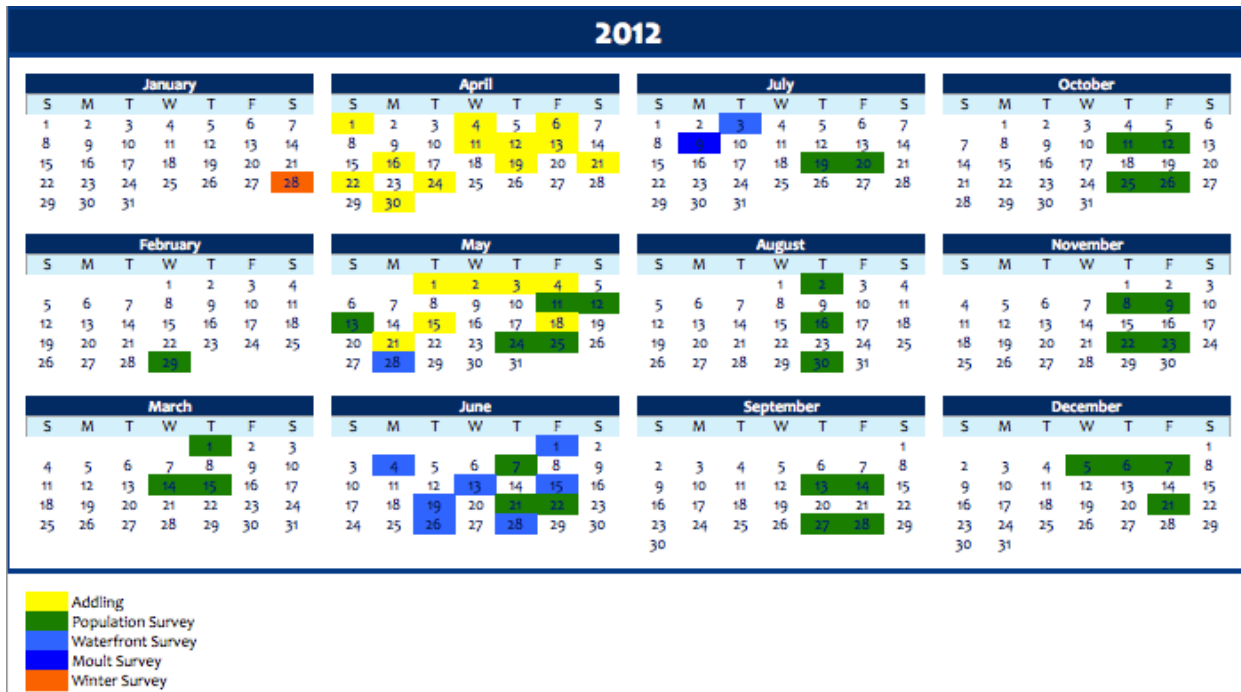 2012
January
S M T W T F S
1 2 3 4 5 6 7
8 9 10 11 12 13 14
15 16 17 18 19 20 21
22 23 24 25 26 27 28
29 30 31
February
S M T W T F S
1 2 3 4
5 6 7 8 9 10 11
12 13 14 15 16 17 18
19 20 21 22 23 24 25
26 27 28 29
March
S M T W T F S
1 2 3
4 5 6 7 8 9 10
11 12 13 14 15 16 17
18 19 20 21 22 23 24
25 26 27 28 29 30 31
April
S M T W T F S
1 2 3 4 5 6 7
8 9 10 11 12 13 14
15 16 17 18 19 20 21
22 23 24 25 26 27 28
29 30
May
S M T W T F S
1 2 3 4 5
6 7 8 9 10 11 12
13 14 15 16 17 18 19
20 21 22 23 24 25 26
27 28 29 30 31
June
S M T W T F S
1 2
3 4 5 6 7 8 9
10 11 12 13 14 15 16
17 18 19 20 21 22 23
24 25 26 27 28 29 30
July
S M T W T F S
1 2 3 4 5 6 7
8 9 10 11 12 13 14
15 16 17 18 19 20 21
22 23 24 25 26 27 28
29 30 31
August
S M T W T F S
1 2 3 4
5 6 7 8 9 10 11
12 13 14 15 16 17 18
19 20 21 22 23 24 25
26 27 28 29 30 31
September
S M T W T F S
1
2 3 4 5 6 7 8
9 10 11 12 13 14 15
16 17 18 19 20 21 22
23 24 25 26 27 28 29
30
October
S M T W T F S
1 2 3 4 5 6
7 8 9 10 11 12 13
14 15 16 17 18 19 20
21 22 23 24 25 26 27
28 29 30 31
November
S M T W T F S
1 2 3
4 5 6 7 8 9 10
11 12 13 14 15 16 17
18 19 20 21 22 23 24
25 26 27 28 29 30
December
S M T W T F S
1
2 3 4 5 6 7 8
9 10 11 12 13 14 15
16 17 18 19 20 21 22
23 24 25 26 27 28 29
30 31
Addling
Population Survey
Waterfront Survey
Moult Survey
Winter Survey